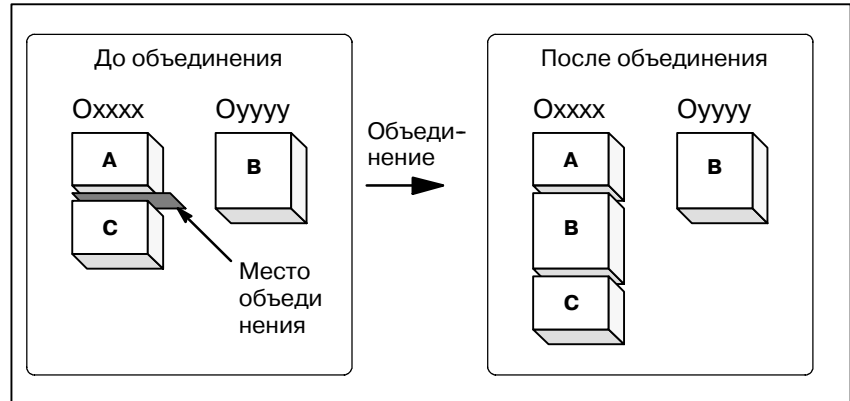 До объединения
Oxxxx
Oyyyy
A
B
C
Место
объеди
нения
Объеди-
нение
После объединения
Oxxxx
Oyyyy
A
B
B
C